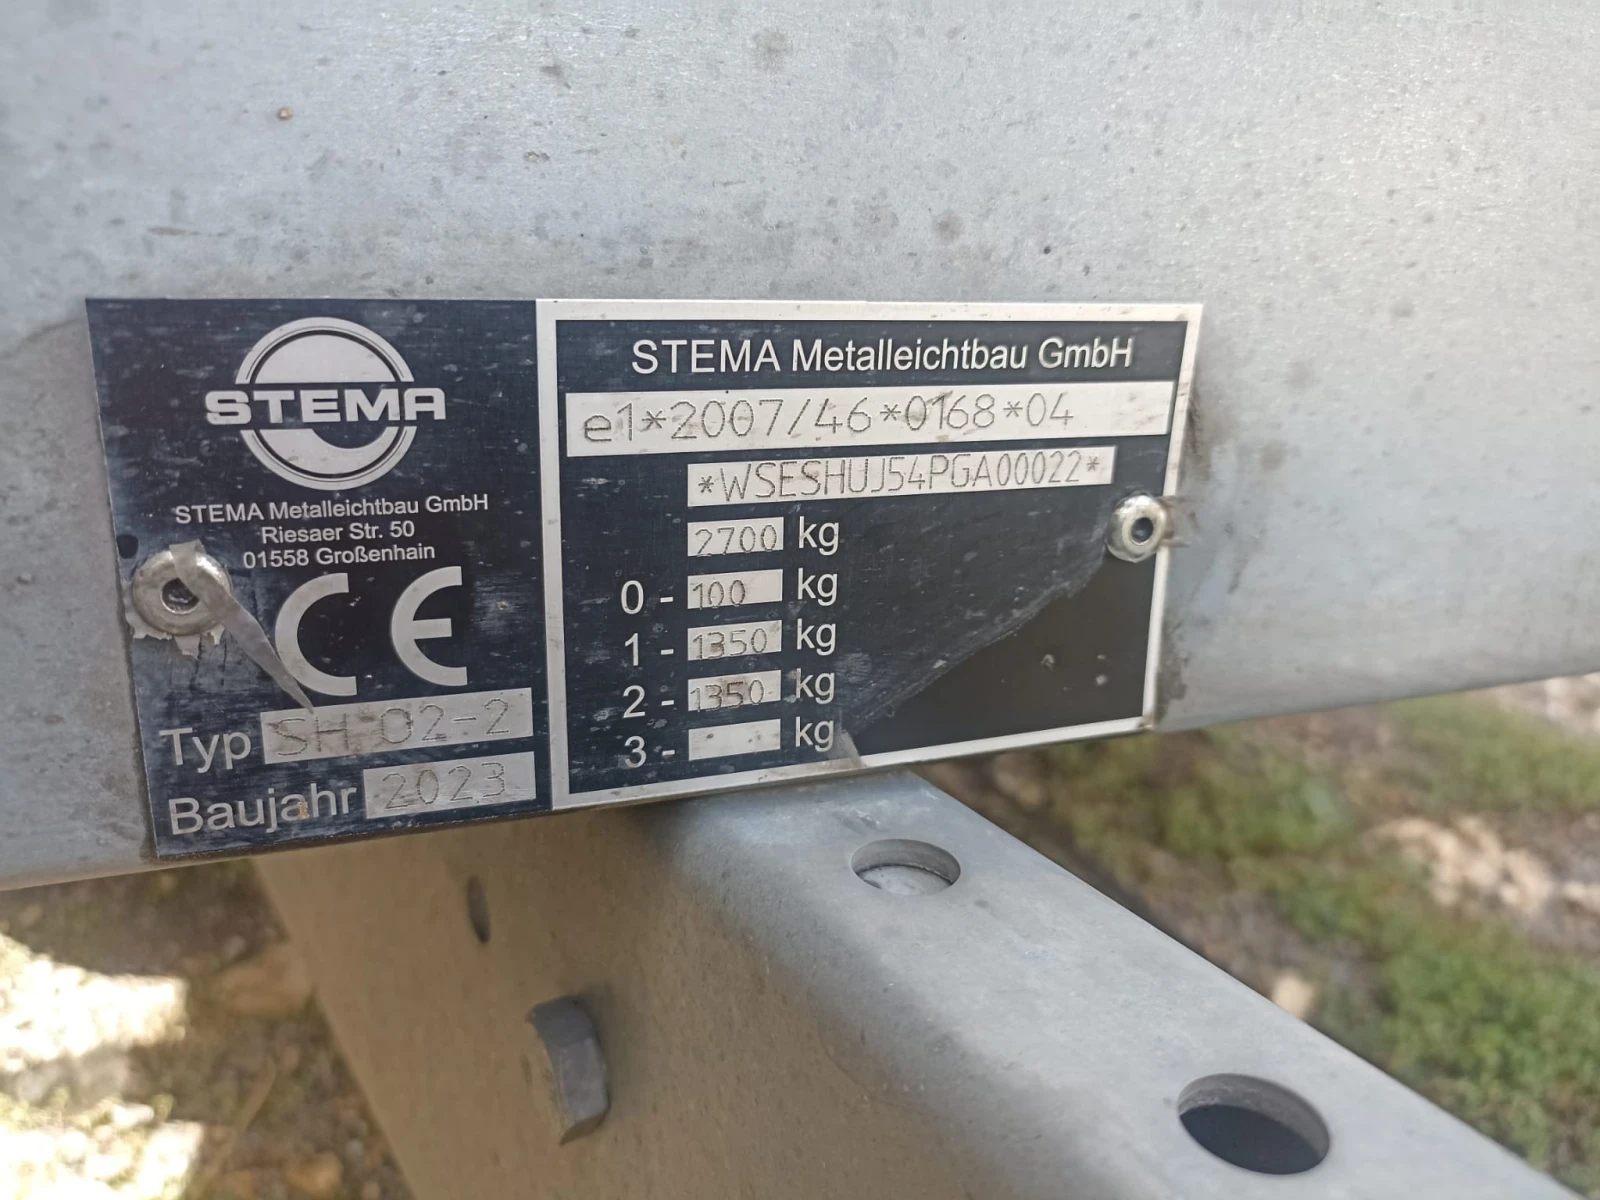 STEMA
STEMA Metalleichtbau GmbH
Riesaer Str. 50
01558 Großenhain
CE
Typ SH O2-2
Baujahr 2023
STEMA Metalleichtbau GmbH
e1*2007/46*0168*04
*WSESHUJ54PGA00022*
2700 kg
0 - 100 kg
1 - 1350 kg
2 - 1350 kg
3 - kg